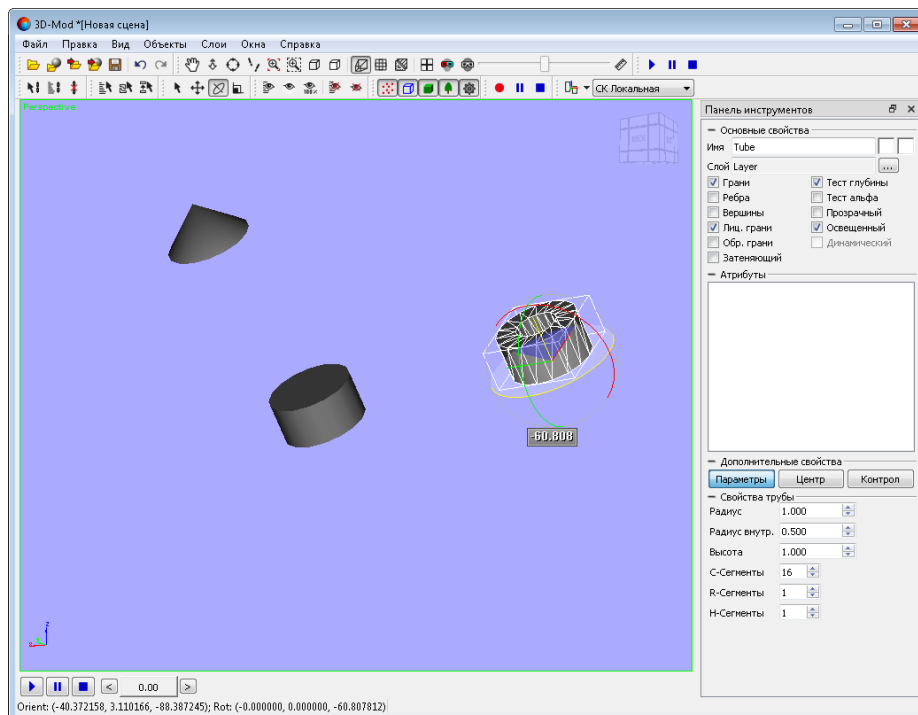 3D-Mod *[Новая сцена]
Файл Правка Вид Объекты Слои Окна Справка
100%
СК Локальная
Perspective
Панель инструментов
Основные свойства
Имя Tube
Слой Layer ...
Грани Тест глубины
Ребра Тест альфа
Вершины Прозрачный
Лиц. грани Освещенный
Обр. грани Динамический
Затеняющий
Атрибуты
-60.808
Дополнительные свойства
Параметры Центр Контрол
Свойства трубы
Радиус 1.000
Радиус внутр. 0.500
Высота 1.000
C-Сегменты 16
R-Сегменты 1
H-Сегменты 1
z
< 0.00 >
Orient: (-40.372158, 3.110166, -88.387245); Rot: (-0.000000, 0.000000, -60.807812)